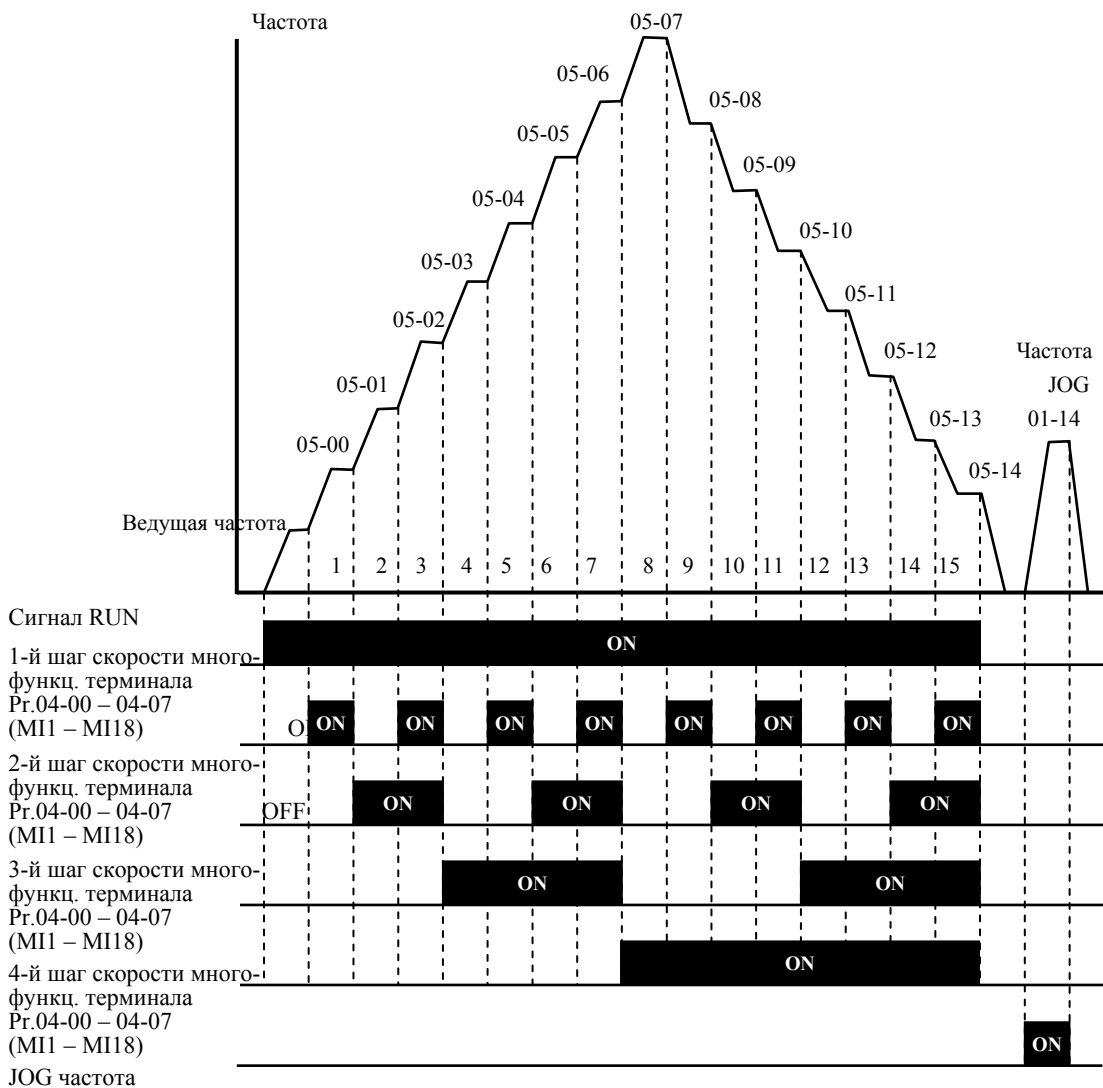 Частота
05-07
05-06
05-08
05-05
05-09
05-04
05-10
05-03
05-11
05-02
05-12
Частота
JOG
05-01
05-13
01-14
05-00
05-14
Ведущая частота
1 2 3 4 5 6 7 8 9 10 11 12 13 14 15
Сигнал RUN
ON
1-й шаг скорости много-
функц. терминала
Pr.04-00 – 04-07
(MI1 – MI18)
ON ON ON ON ON ON ON ON
2-й шаг скорости много-
функц. терминала
Pr.04-00 – 04-07
(MI1 – MI18)
OFF
ON ON ON ON
3-й шаг скорости много-
функц. терминала
Pr.04-00 – 04-07
(MI1 – MI18)
ON ON
4-й шаг скорости много-
функц. терминала
Pr.04-00 – 04-07
(MI1 – MI18)
ON
ON
JOG частота